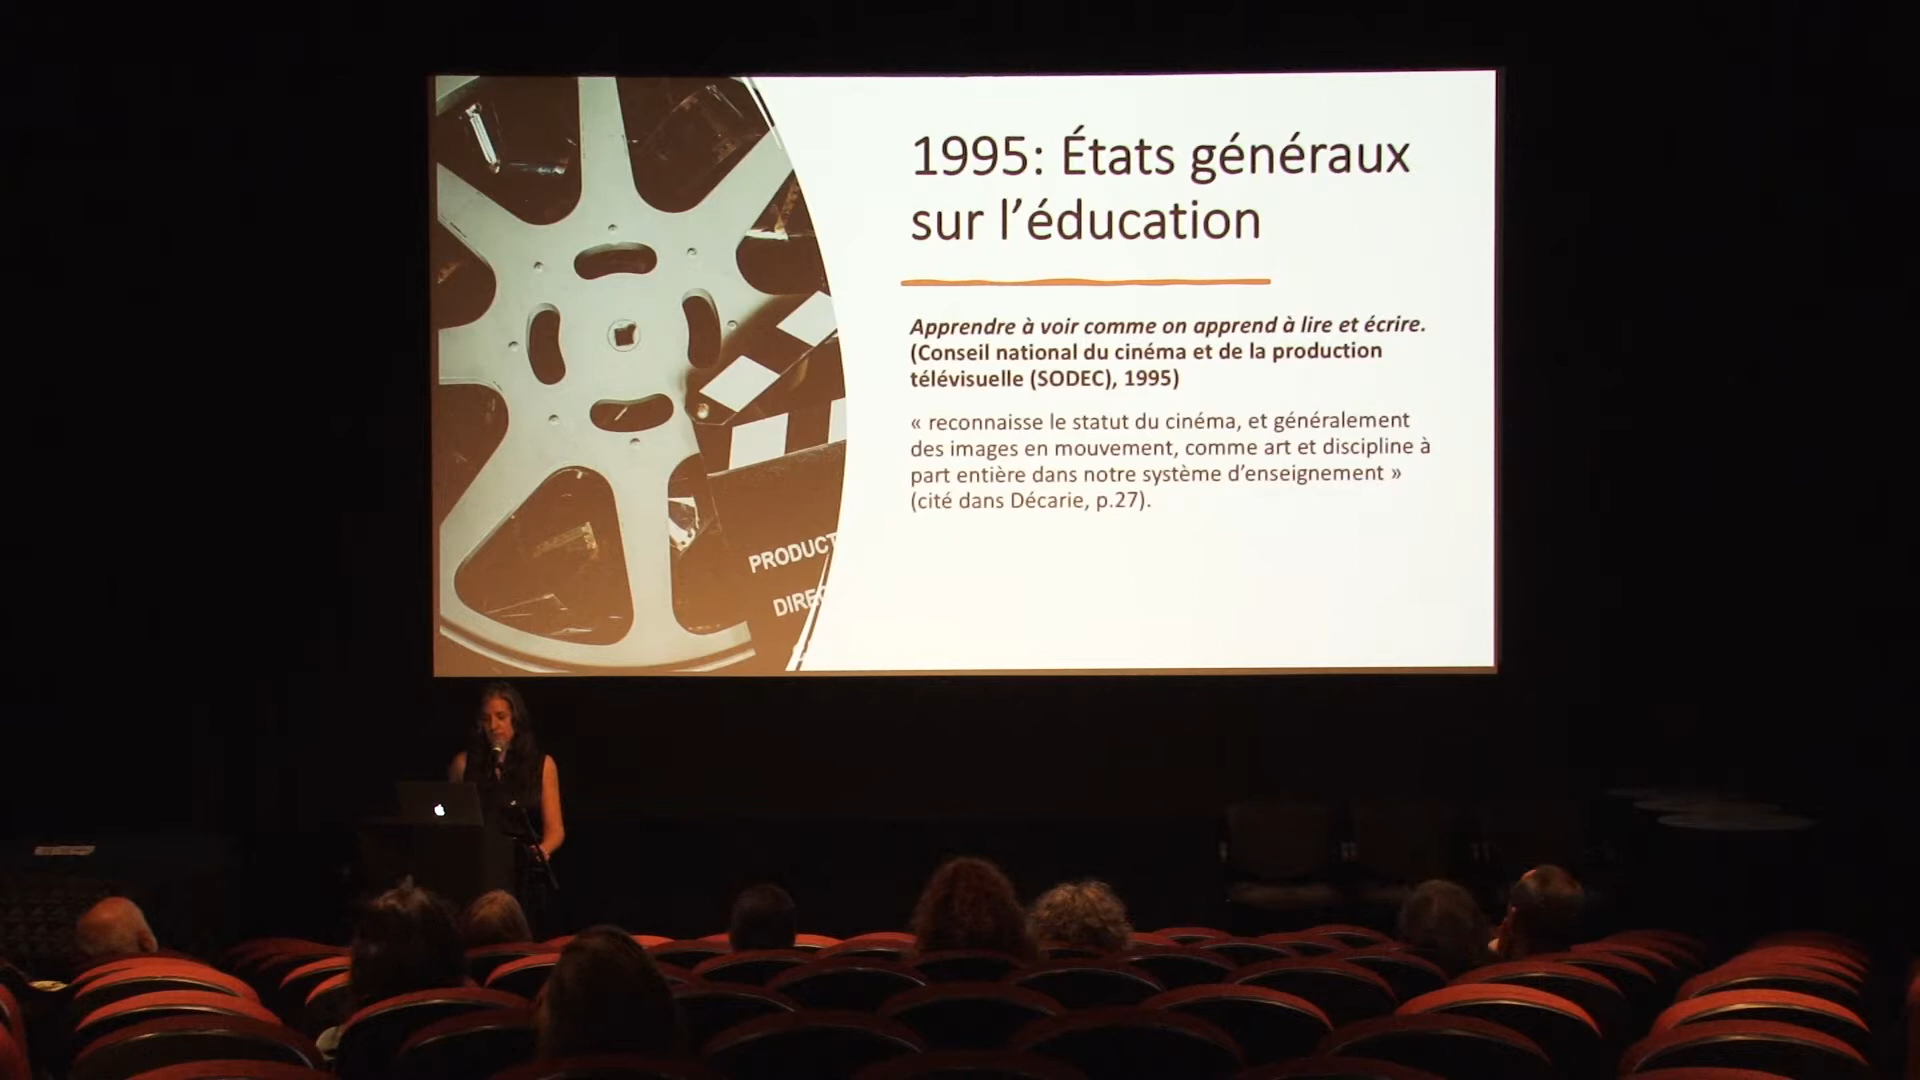 1995: États généraux
sur l'éducation
Apprendre à voir comme on apprend à lire et écrire.
(Conseil national du cinéma et de la production
télévisuelle (SODEC), 1995)
« reconnaisse le statut du cinéma, et généralement
des images en mouvement, comme art et discipline à
part entière dans notre système d'enseignement »
(cité dans Décarie, p.27).
PRODUCT
DIREC